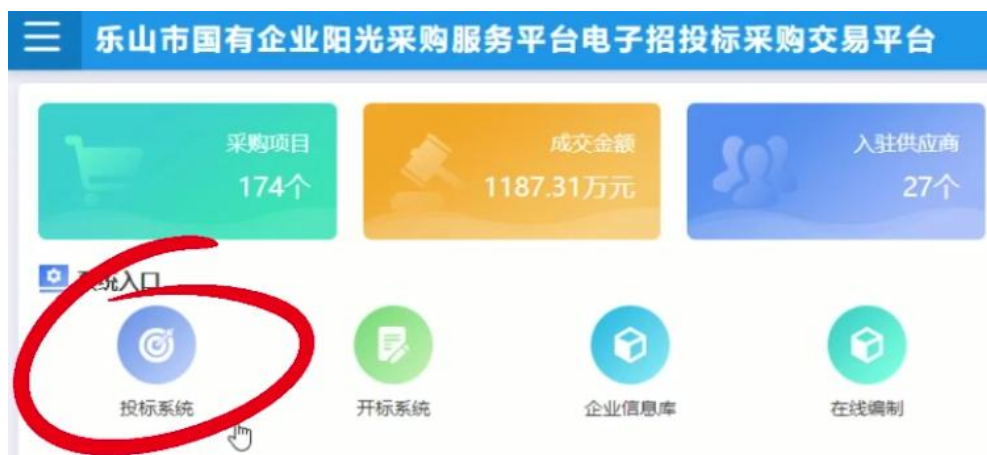 乐山市国有企业阳光采购服务平台电子招投标采购交易平台
采购项目
174个
成交金额
1187.31万元
入驻供应商
27个
系统入口
投标系统
开标系统
企业信息库
在线编制